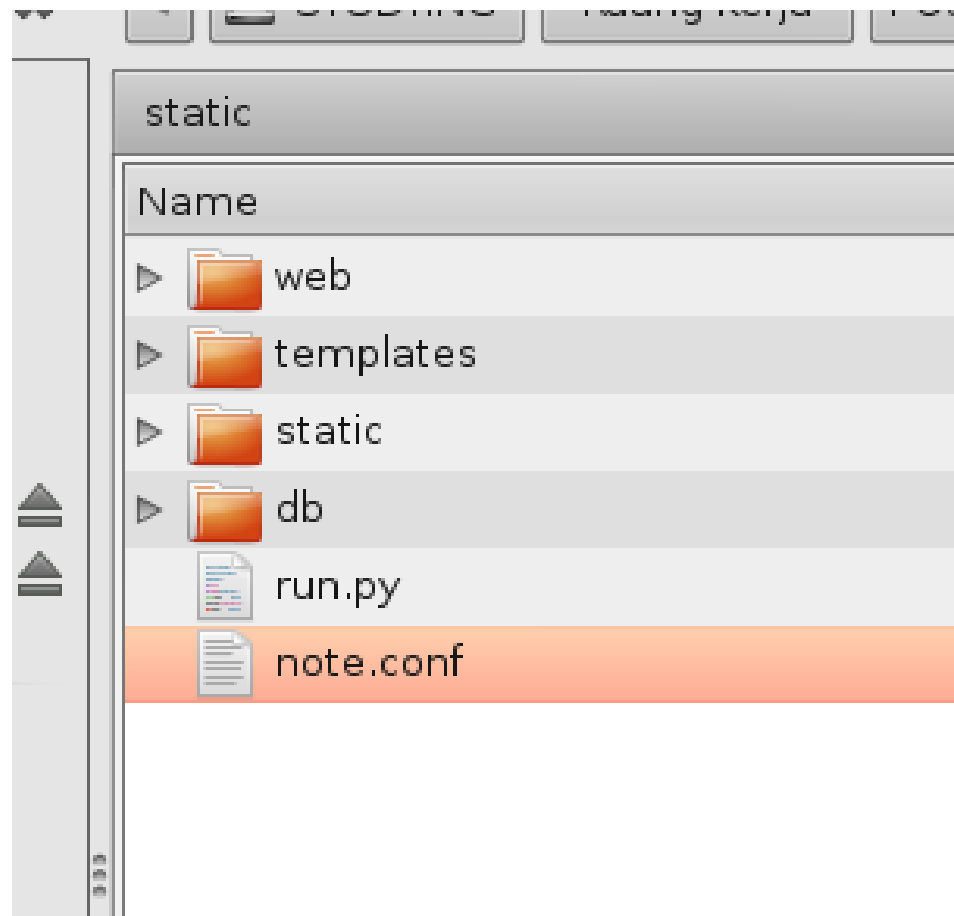 static
Name
web
templates
static
db
run.py
note.conf